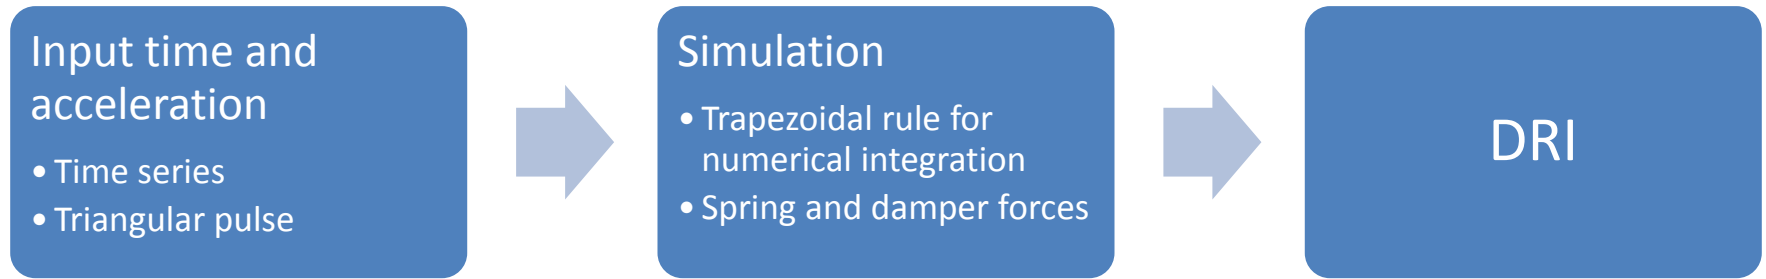 Input time and
acceleration
• Time series
• Triangular pulse
Simulation
• Trapezoidal rule for
numerical integration
• Spring and damper forces
DRI